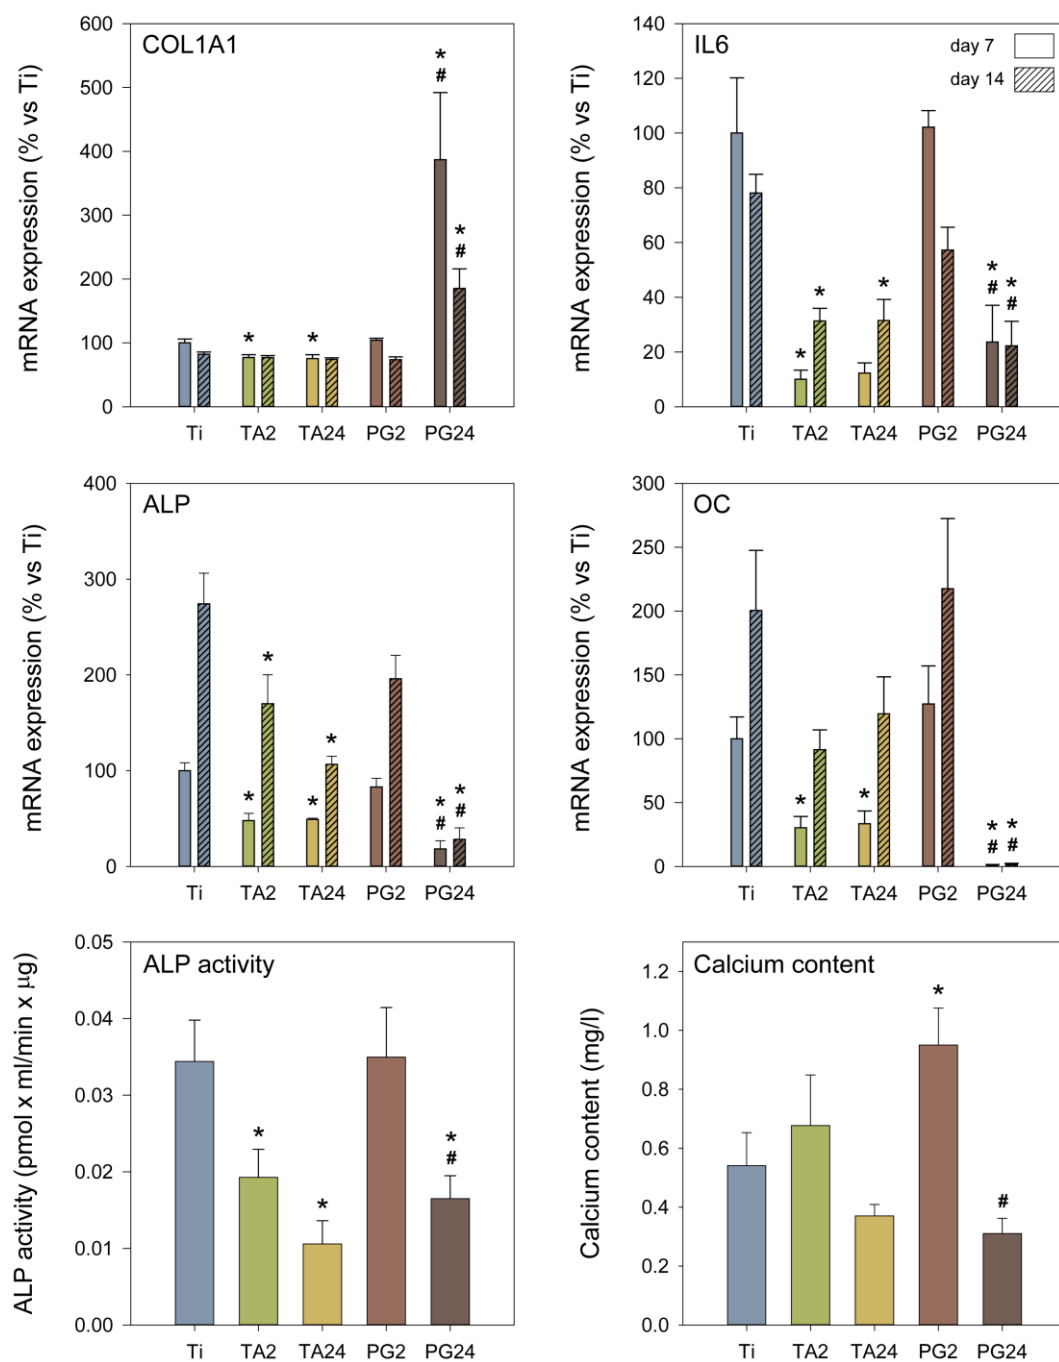 COL1A1
mRNA expression (% vs Ti)
600
500
400
300
200
100
0
* # * #
* *
Ti TA2 TA24 PG2 PG24
IL6
day 7
day 14
mRNA expression (% vs Ti)
140
120
100
80
60
40
20
0
* * * * # * #
Ti TA2 TA24 PG2 PG24
ALP
mRNA expression (% vs Ti)
400
300
200
100
0
* * * * * # * #
Ti TA2 TA24 PG2 PG24
OC
mRNA expression (% vs Ti)
300
250
200
150
100
50
0
* * * # * #
Ti TA2 TA24 PG2 PG24
ALP activity
ALP activity (pmol x ml/min x μg)
0.05
0.04
0.03
0.02
0.01
0.00
* * * #
Ti TA2 TA24 PG2 PG24
Calcium content
Calcium content (mg/l)
1.2
1.0
0.8
0.6
0.4
0.2
0.0
* #
Ti TA2 TA24 PG2 PG24